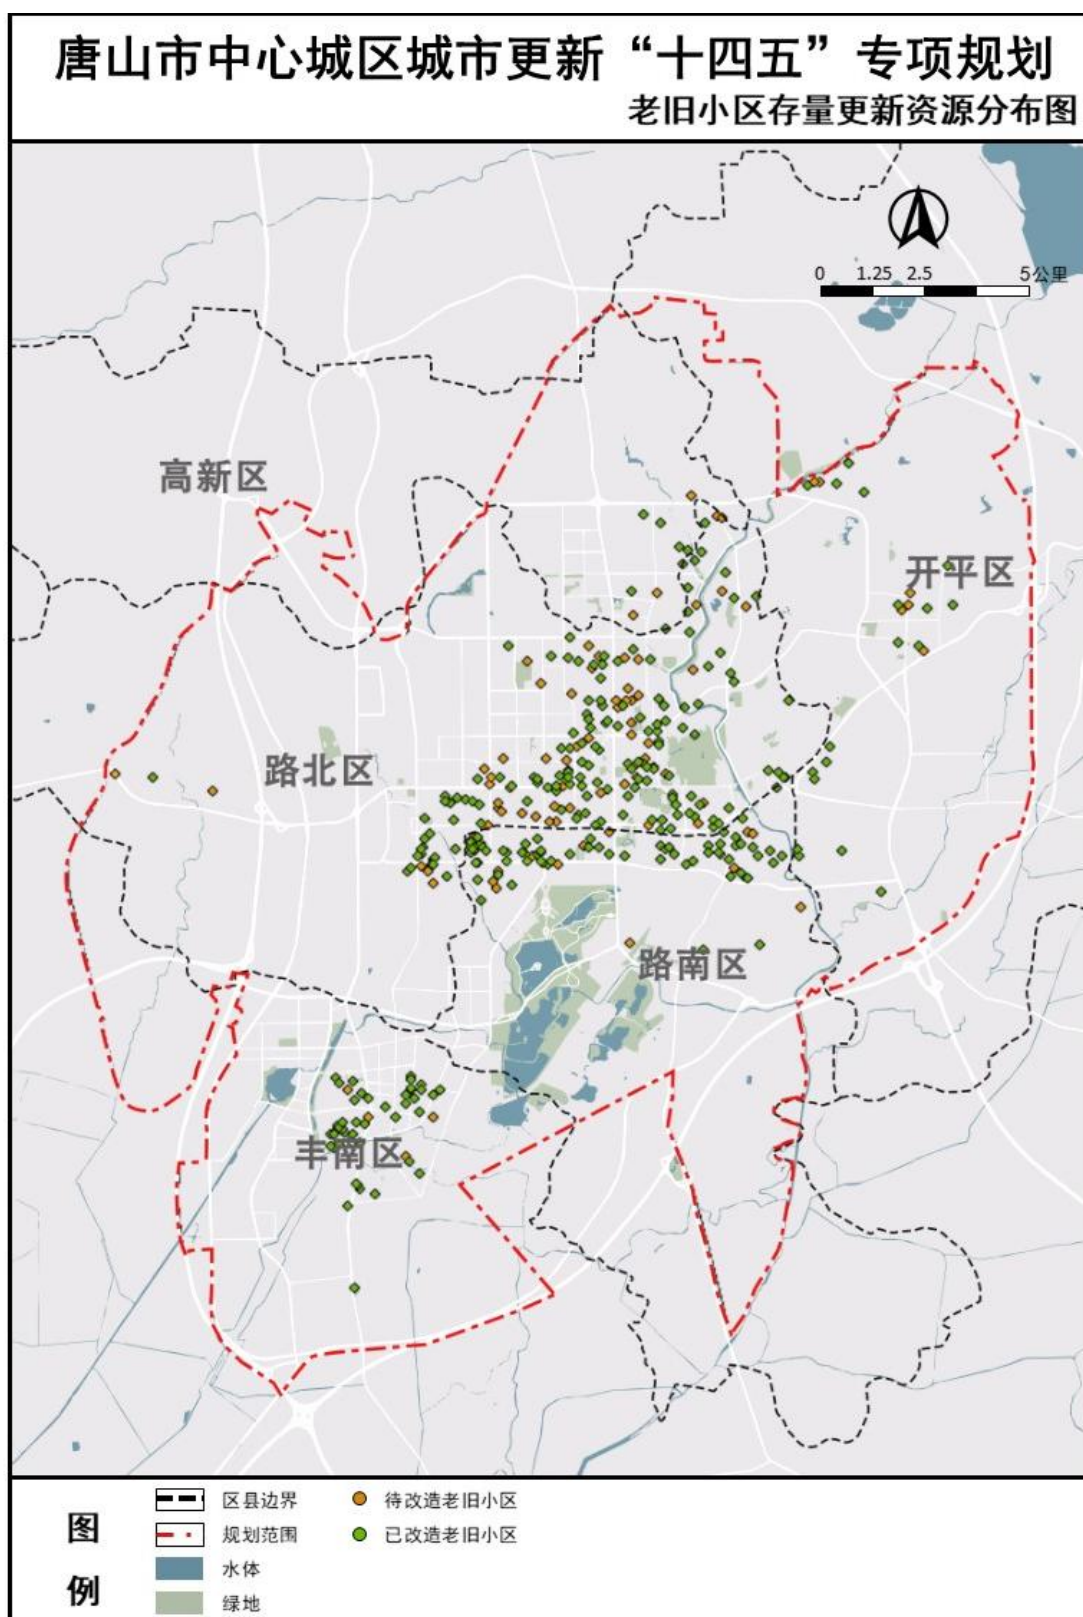 唐山市中心城区城市更新“十四五”专项规划
老旧小区存量更新资源分布图
0 1.25 2.5 5公里
高新区
开平区
路北区
路南区
丰南区
图例
区县边界
待改造老旧小区
规划范围
已改造老旧小区
水体
绿地